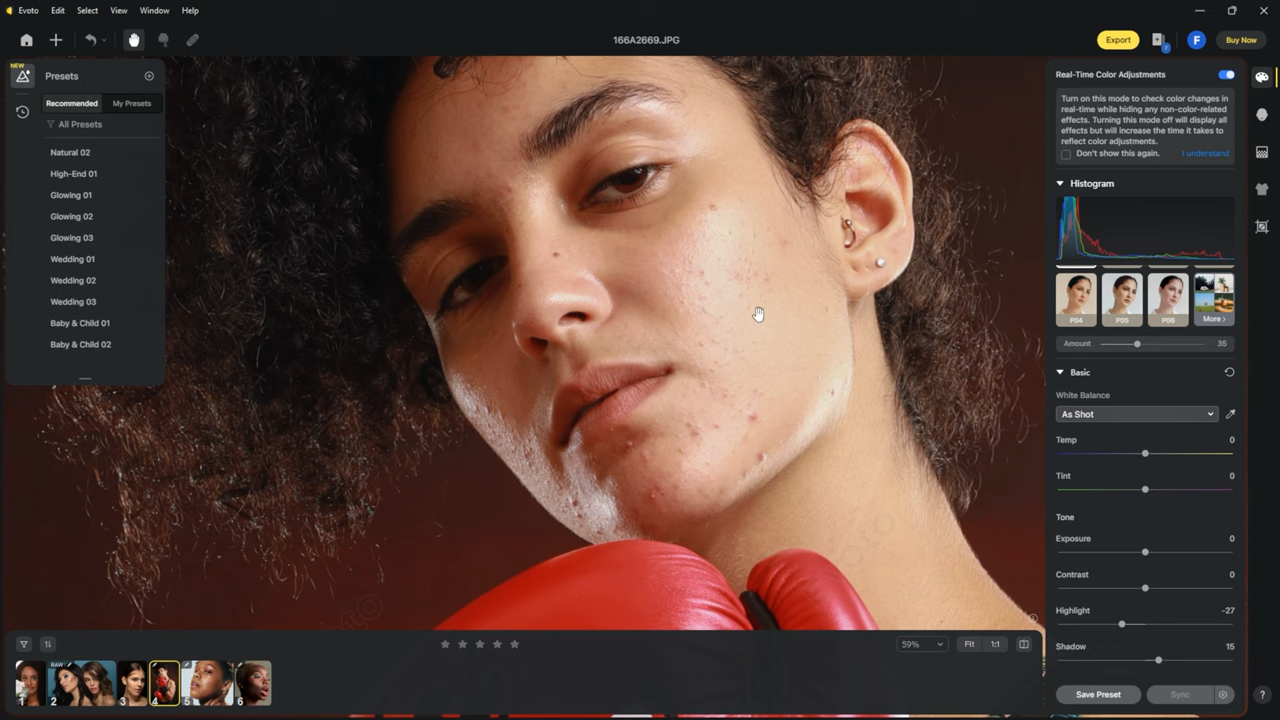 Evoto Edit Select View Window Help
166A2669.JPG
Export
7
F
Buy Now
NEW
Presets
Recommended My Presets
All Presets
Natural 02
High-End 01
Glowing 01
Glowing 02
Glowing 03
Wedding 01
Wedding 02
Wedding 03
Baby & Child 01
Baby & Child 02
Real-Time Color Adjustments
Turn on this mode to check color changes in
real-time while hiding any non-color-related
effects. Turning this mode off will display all
effects but will increase the time it takes to
reflect color adjustments.
Don't show this again. I understand
Histogram
P04 P05 P06 More >
Amount 35
Basic
White Balance
As Shot
Temp 0
Tint 0
Tone
Exposure 0
Contrast 0
Highlight -27
Shadow 15
Save Preset Sync
?
59% Fit 1:1
RAW
1 2 3 4 5 6